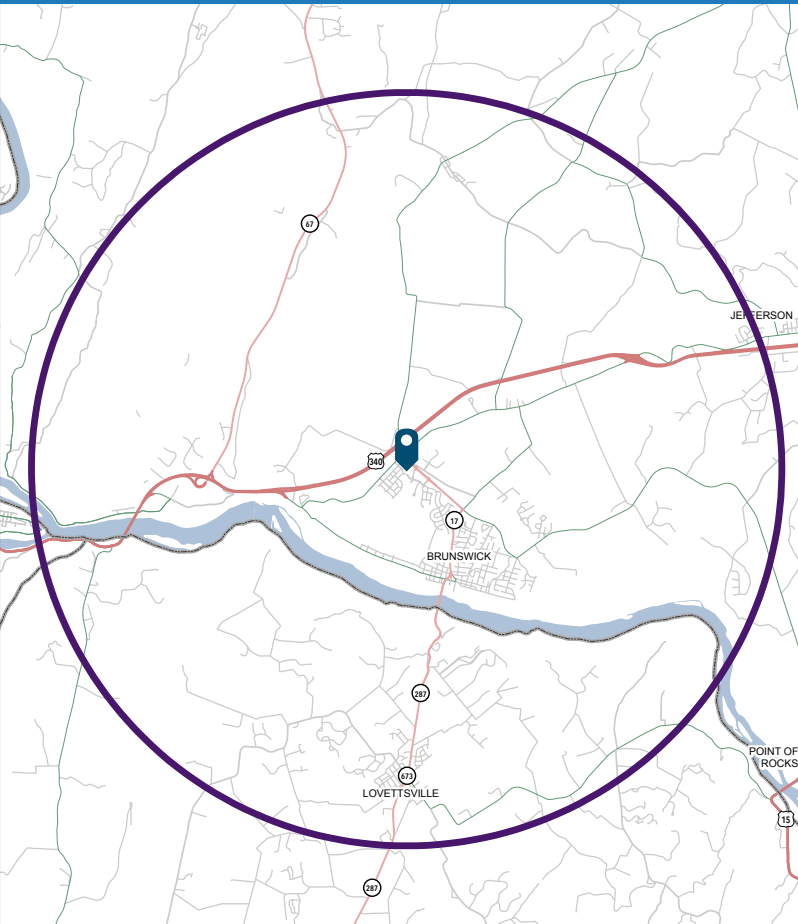 67
JEFFERSON
340
17
BRUNSWICK
287
POINT OF
ROCKS
673
LOVETTSVILLE
15
287